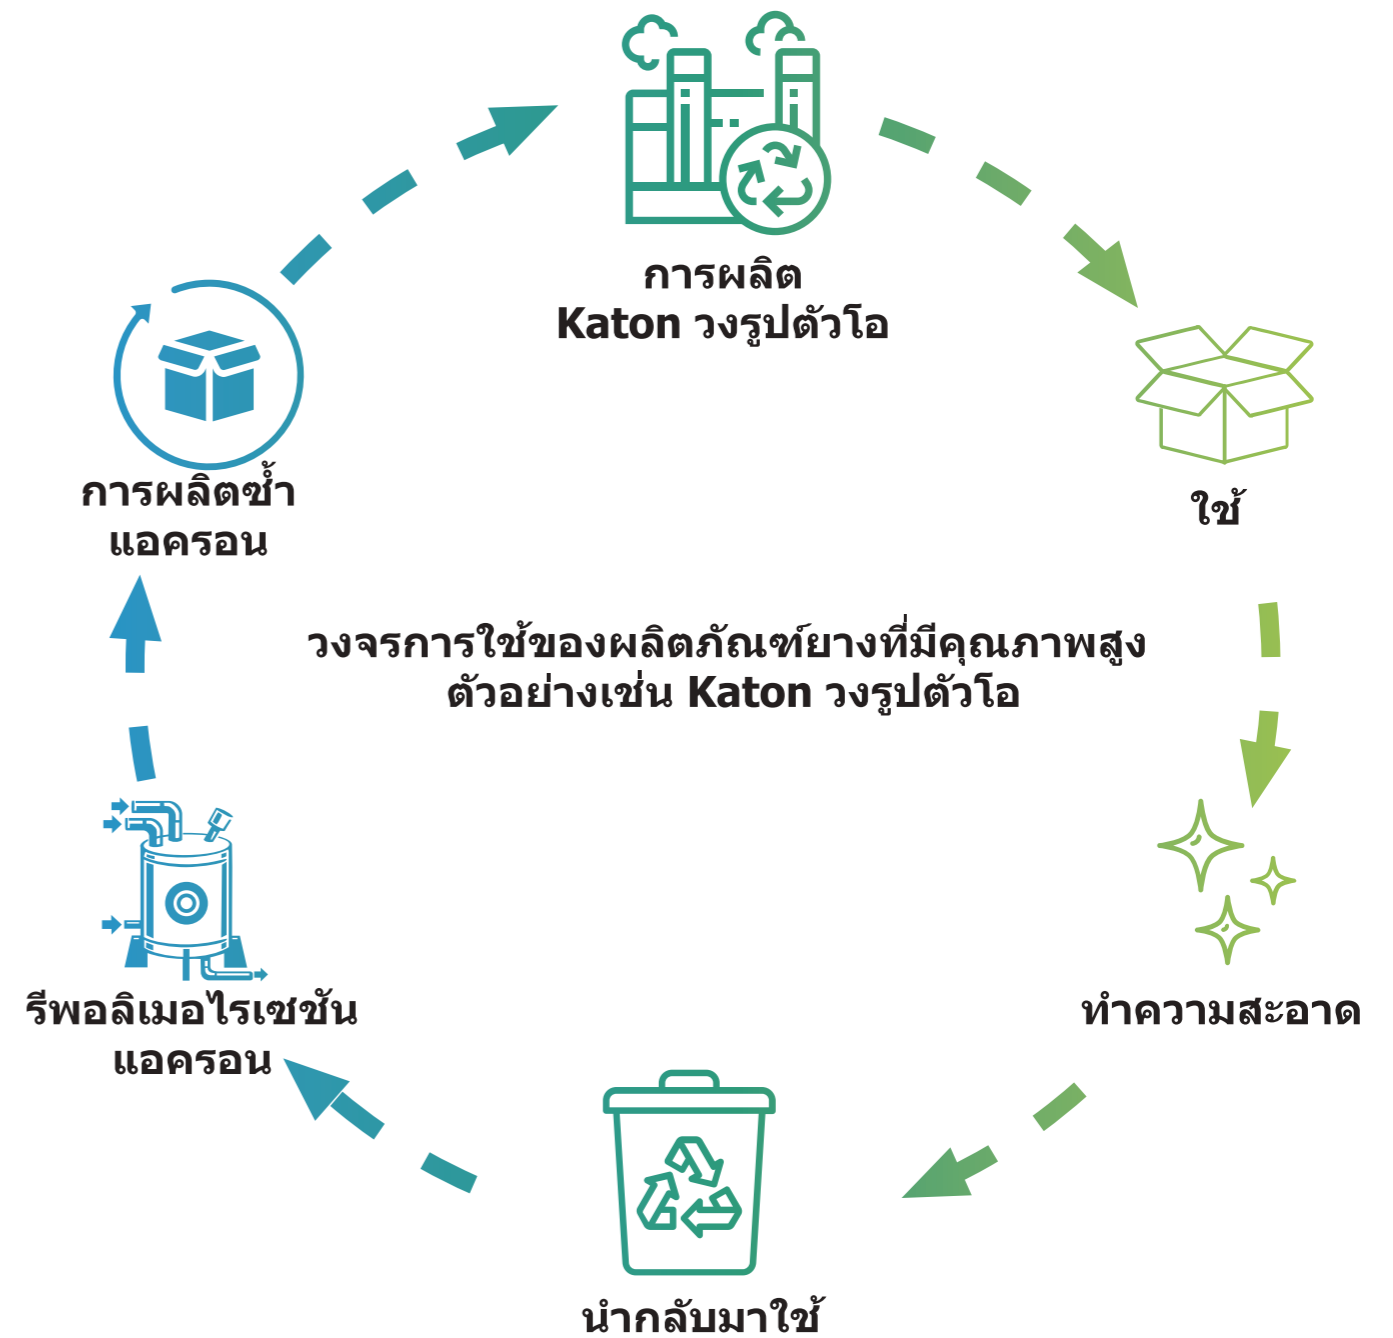 การผลิต
Katon วงรูปตัวโอ
การผลิตซ้ำ
แอครอน
ใช้
วงจรการใช้ของผลิตภัณฑ์ยางที่มีคุณภาพสูง
ตัวอย่างเช่น Katon วงรูปตัวโอ
รีพอลิเมอไรเซชัน
แอครอน
ทำความสะอาด
นำกลับมาใช้